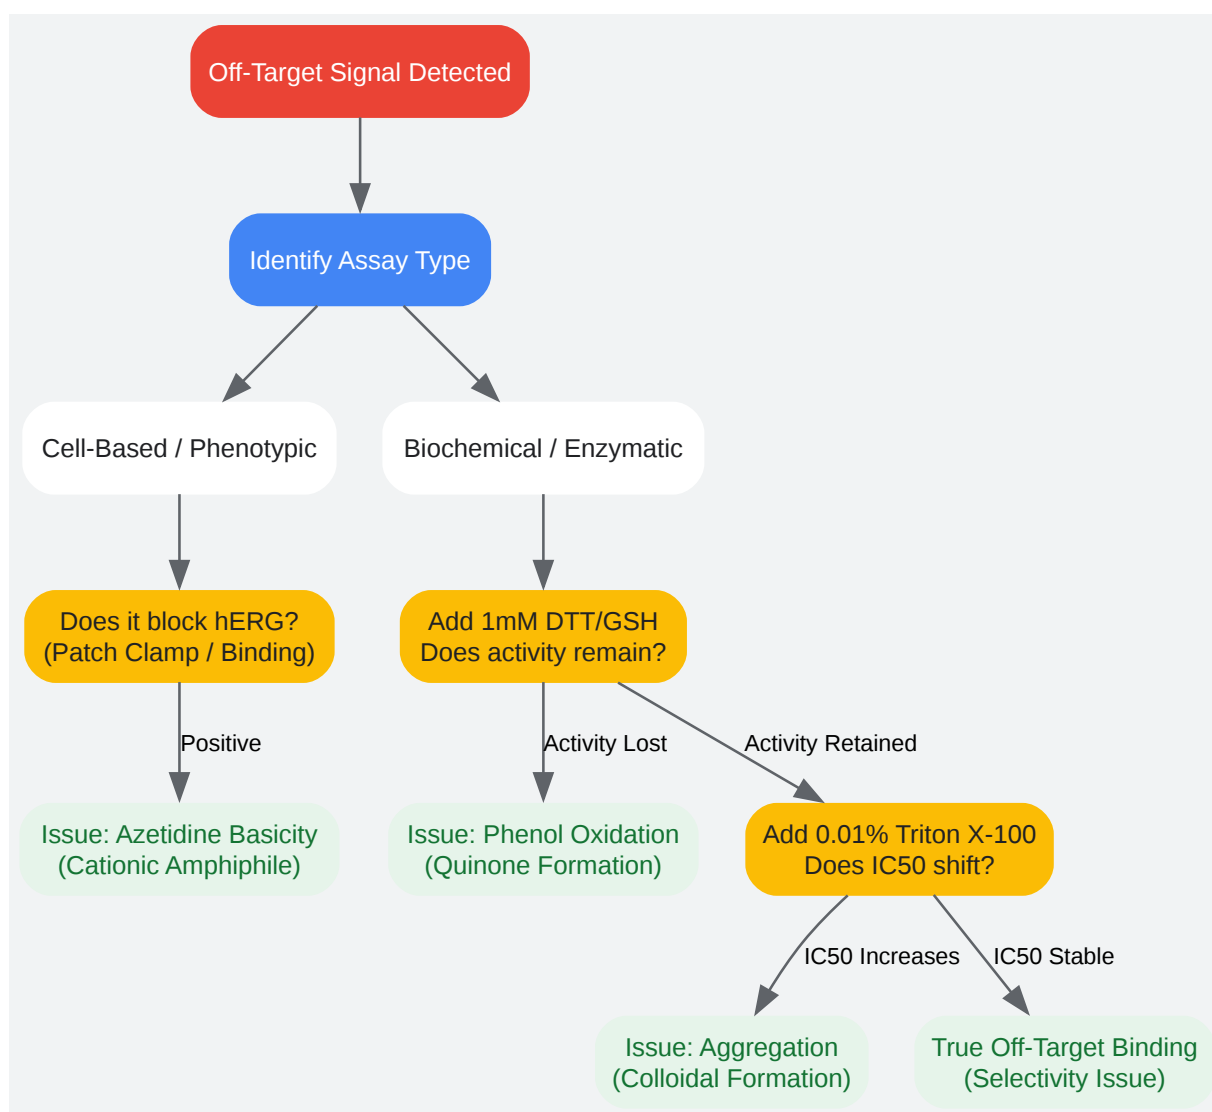 Off-Target Signal Detected
Identify Assay Type
Cell-Based / Phenotypic
Biochemical / Enzymatic
Does it block hERG?
(Patch Clamp / Binding)
Add 1mM DTT/GSH
Does activity remain?
Positive
Activity Lost
Activity Retained
Issue: Azetidine Basicity
(Cationic Amphiphile)
Issue: Phenol Oxidation
(Quinone Formation)
Add 0.01% Triton X-100
Does IC50 shift?
IC50 Increases
IC50 Stable
Issue: Aggregation
(Colloidal Formation)
True Off-Target Binding
(Selectivity Issue)